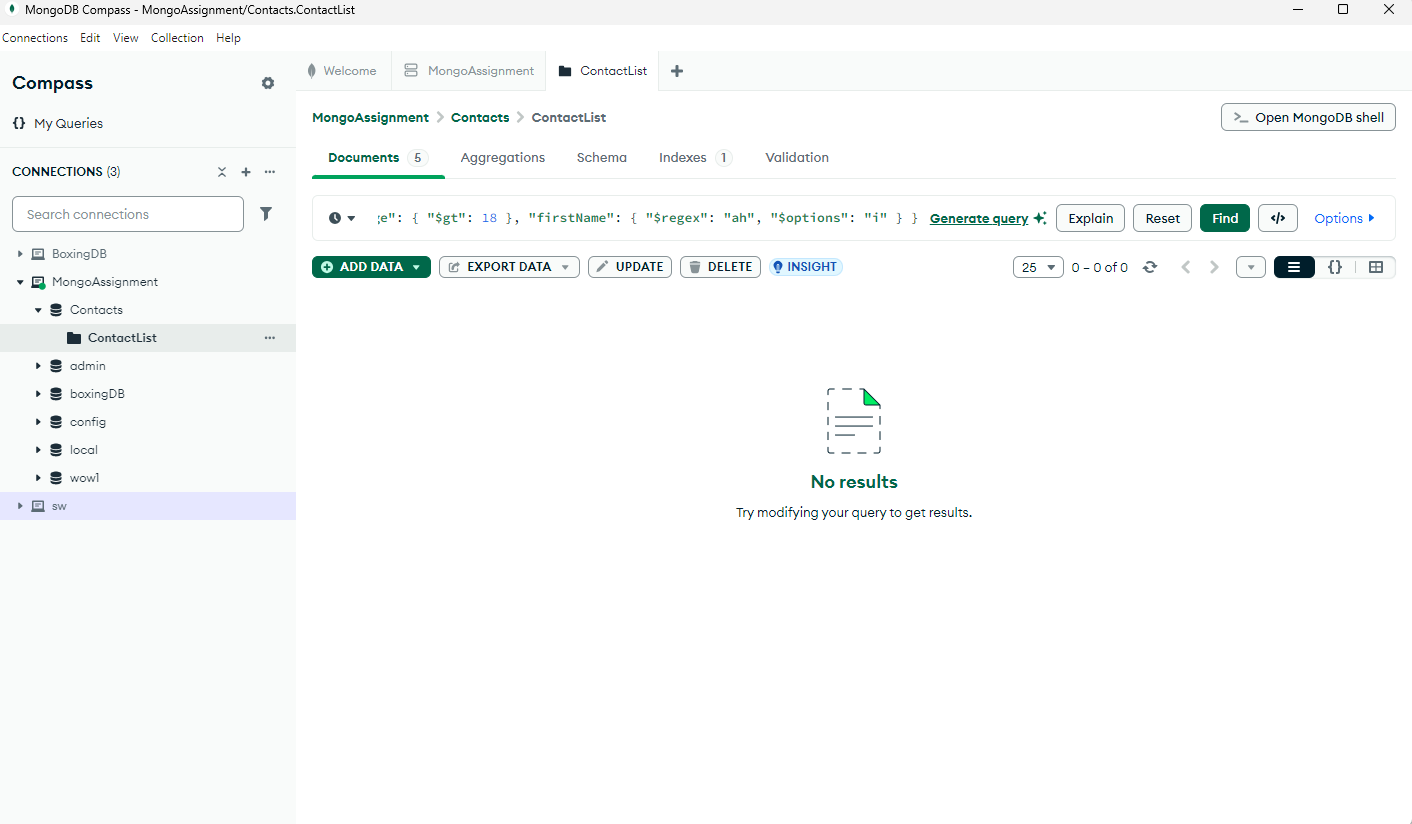 MongoDB Compass - MongoAssignment/Contacts.ContactList
Connections Edit View Collection Help
Compass
{} My Queries
CONNECTIONS (3)
Search connections
BoxingDB
MongoAssignment
Contacts
ContactList
admin
boxingDB
config
local
wow1
sw
Welcome MongoAssignment ContactList
MongoAssignment > Contacts > ContactList
>_ Open MongoDB shell
Documents 5 Aggregations Schema Indexes 1 Validation
ge": { "$gt": 18 }, "firstName": { "$regex": "ah", "$options": "i" } } Generate query Explain Reset Find </> Options
ADD DATA EXPORT DATA UPDATE DELETE INSIGHT 25 0 – 0 of 0 {}
No results
Try modifying your query to get results.